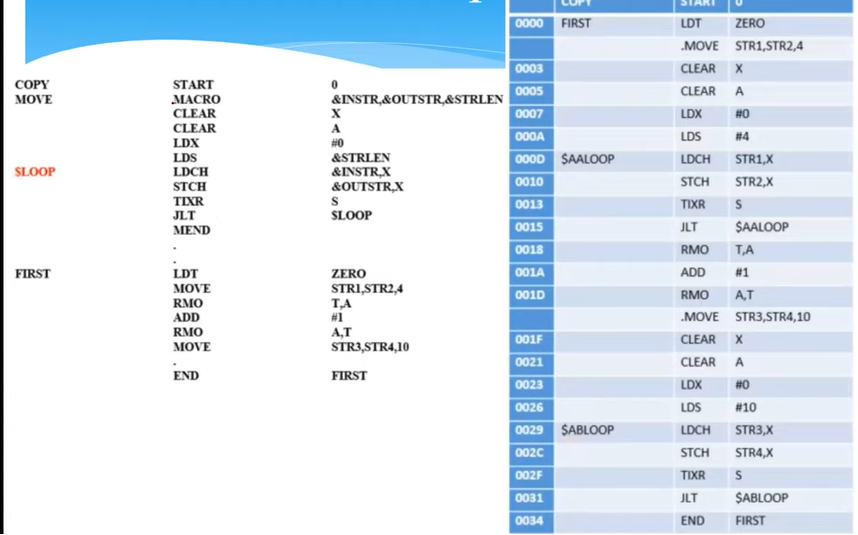 COPY START 0
MOVE .MACRO &INSTR,&OUTSTR,&STRLEN
CLEAR X
CLEAR A
LDX #0
LDS &STRLEN
$LOOP LDCH &INSTR,X
STCH &OUTSTR,X
TIXR S
JLT $LOOP
MEND
.
.
FIRST LDT ZERO
MOVE STR1,STR2,4
RMO T,A
ADD #1
RMO A,T
MOVE STR3,STR4,10
.
END FIRST
COPY START 0
0000 FIRST LDT ZERO
.MOVE STR1,STR2,4
0003 CLEAR X
0005 CLEAR A
0007 LDX #0
000A LDS #4
000D $AALOOP LDCH STR1,X
0010 STCH STR2,X
0013 TIXR S
0015 JLT $AALOOP
0018 RMO T,A
001A ADD #1
001D RMO A,T
.MOVE STR3,STR4,10
001F CLEAR X
0021 CLEAR A
0023 LDX #0
0026 LDS #10
0029 $ABLOOP LDCH STR3,X
002C STCH STR4,X
002F TIXR S
0031 JLT $ABLOOP
0034 END FIRST